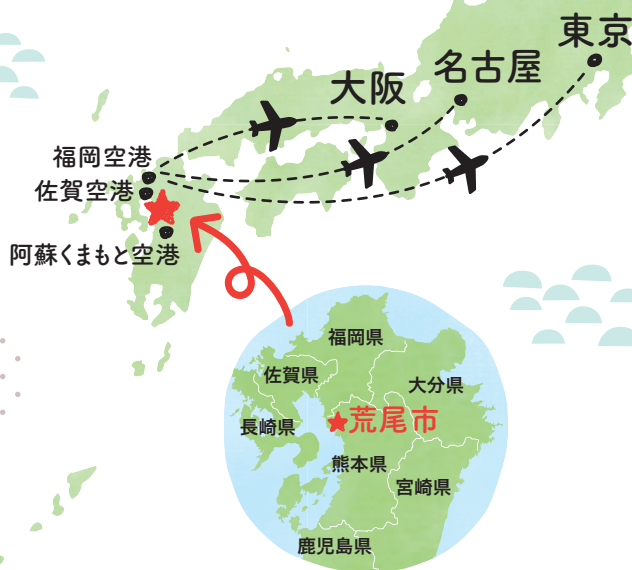 東京
名古屋
大阪
福岡空港
佐賀空港
阿蘇くまもと空港
福岡県
佐賀県
大分県
長崎県
荒尾市
熊本県
宮崎県
鹿児島県